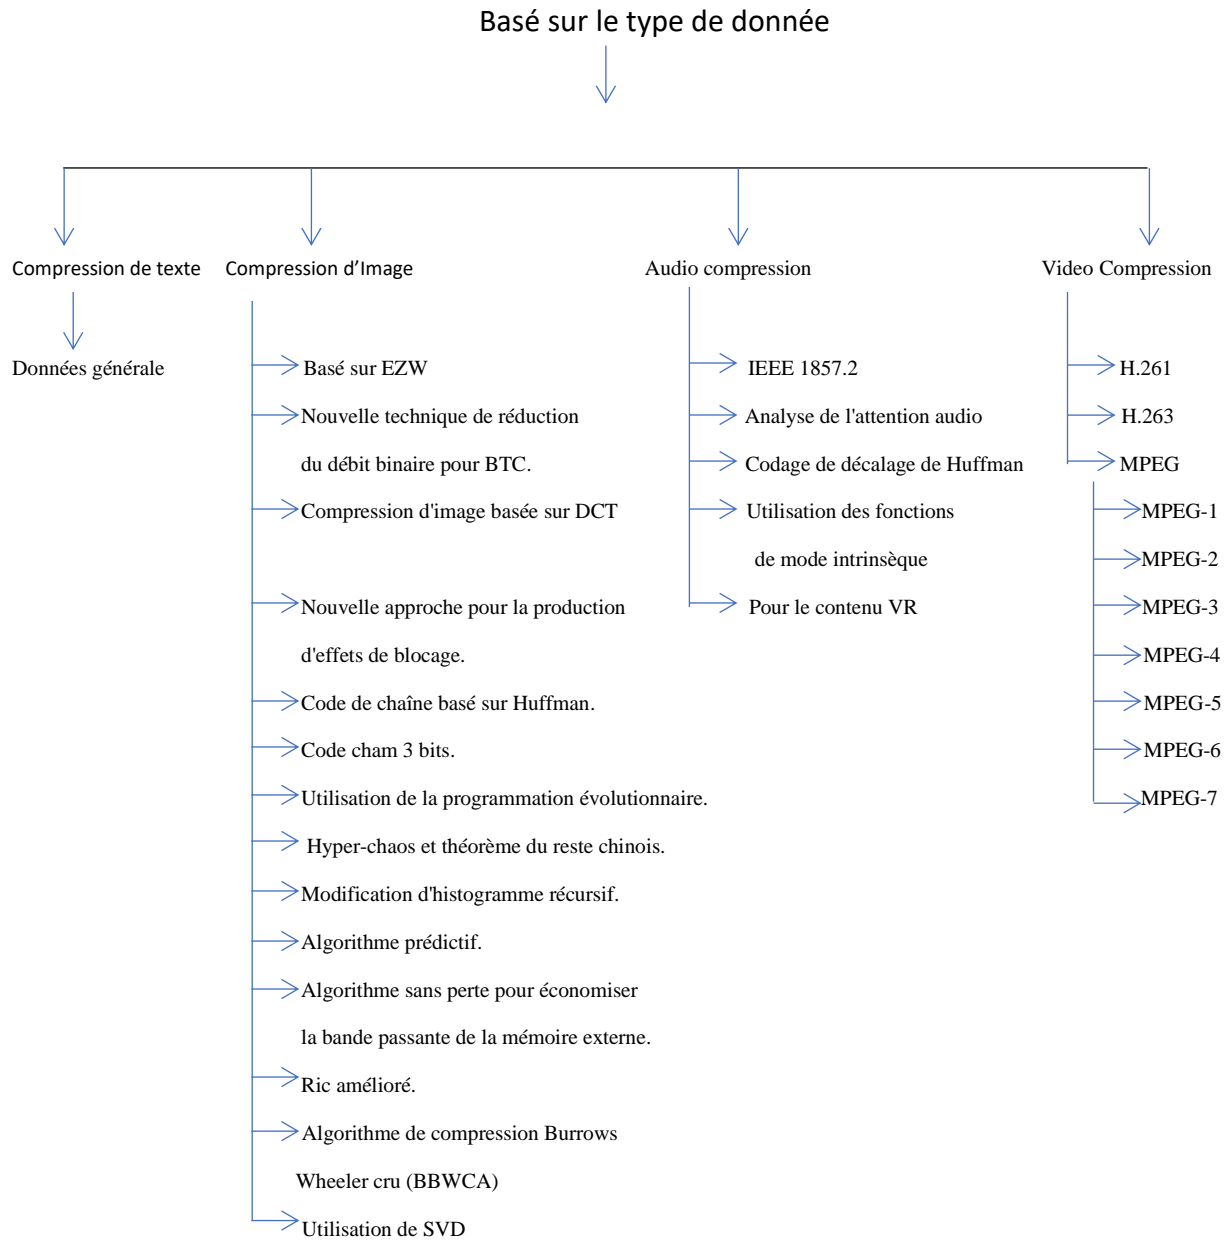 Basé sur le type de donnée
Compression de texte
Données générale
Compression d’Image
Basé sur EZW
Nouvelle technique de réduction
du débit binaire pour BTC.
Compression d'image basée sur DCT
Nouvelle approche pour la production
d'effets de blocage.
Code de chaîne basé sur Huffman.
Code cham 3 bits.
Utilisation de la programmation évolutionnaire.
Hyper-chaos et théorème du reste chinois.
Modification d'histogramme récursif.
Algorithme prédictif.
Algorithme sans perte pour économiser
la bande passante de la mémoire externe.
Ric amélioré.
Algorithme de compression Burrows
Wheeler cru (BBWCA)
Utilisation de SVD
Audio compression
IEEE 1857.2
Analyse de l'attention audio
Codage de décalage de Huffman
Utilisation des fonctions
de mode intrinsèque
Pour le contenu VR
Video Compression
H.261
H.263
MPEG
MPEG-1
MPEG-2
MPEG-3
MPEG-4
MPEG-5
MPEG-6
MPEG-7